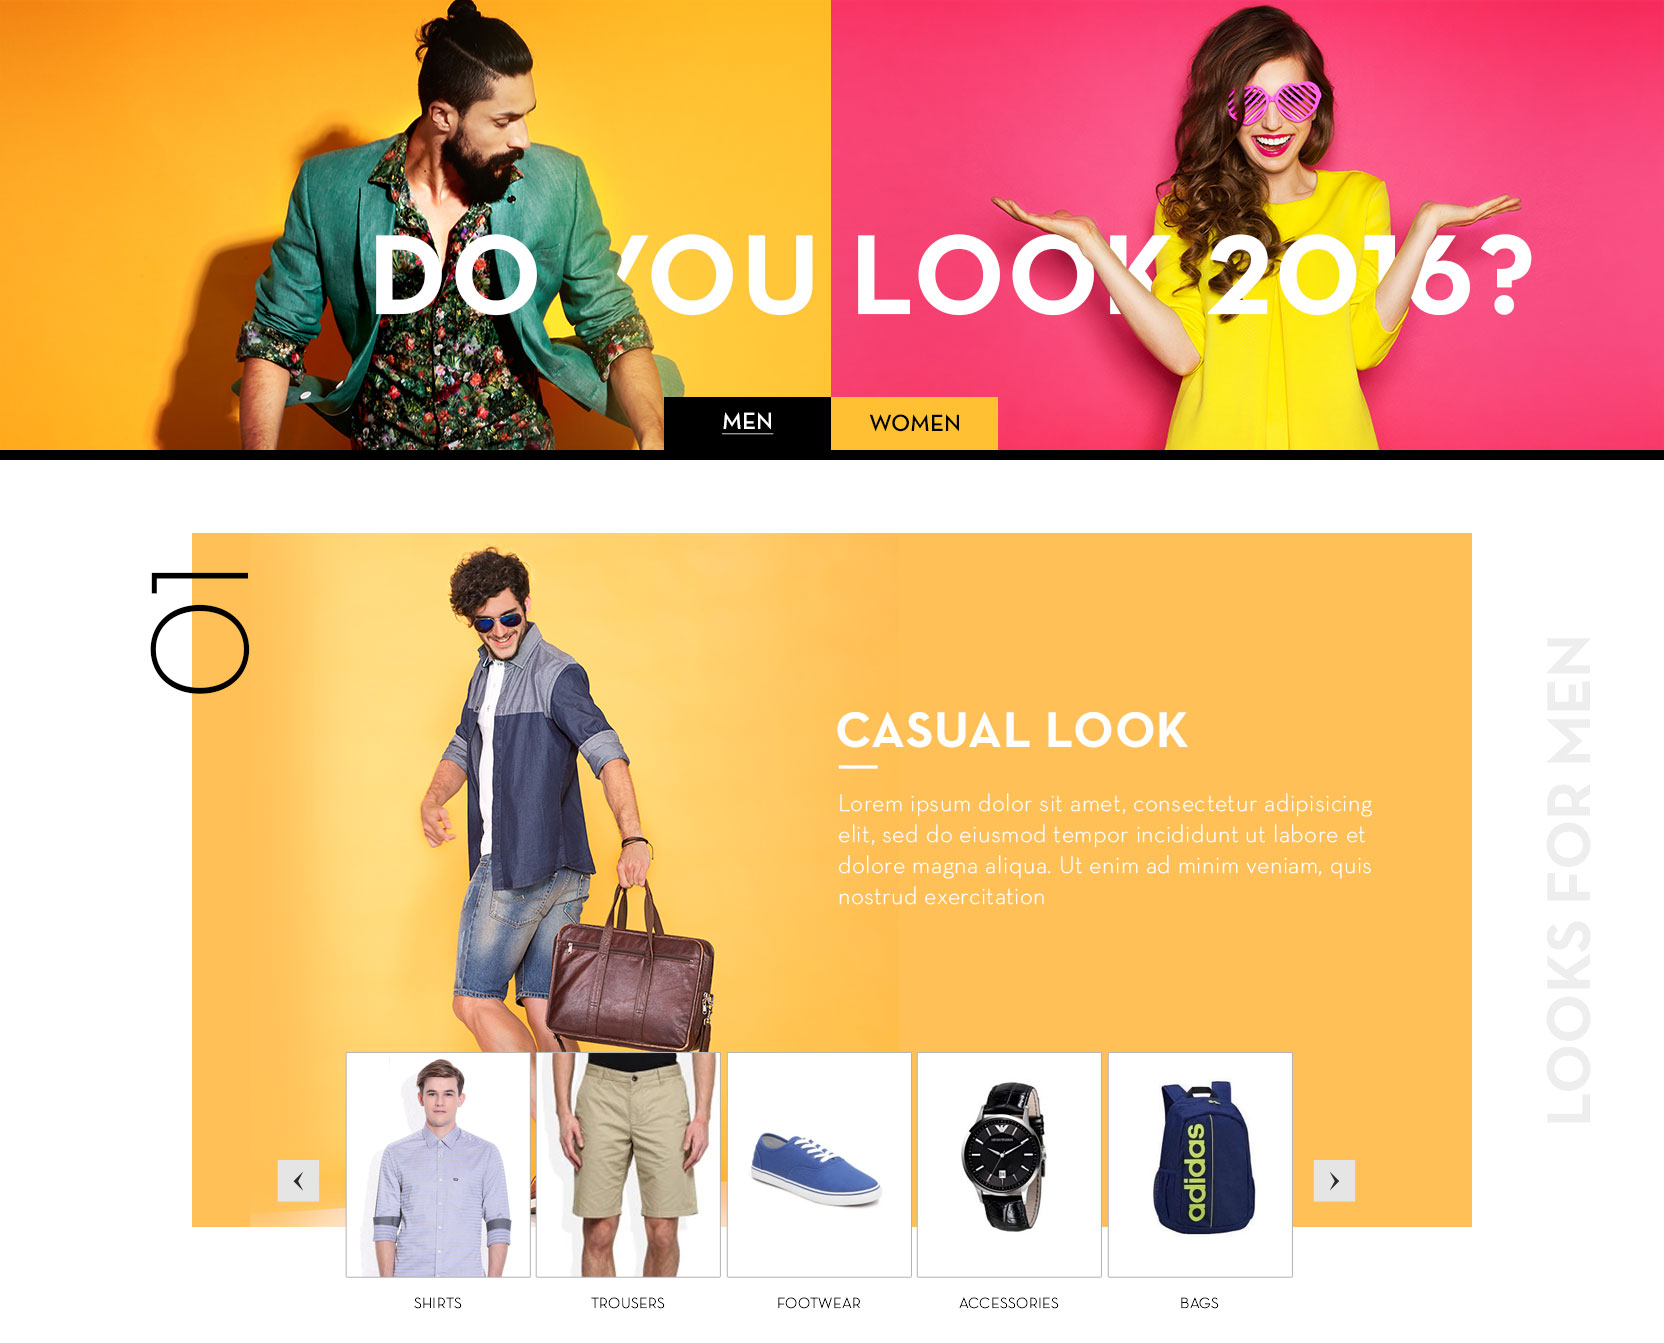 DO YOU LOOK 2016?
MEN
WOMEN
01
CASUAL LOOK
Lorem ipsum dolor sit amet, consectetur adipisicing
elit, sed do eiusmod tempor incididunt ut labore et
dolore magna aliqua. Ut enim ad minim veniam, quis
nostrud exercitation
LOOKS FOR MEN
adidas
SHIRTS
TROUSERS
FOOTWEAR
ACCESSORIES
BAGS